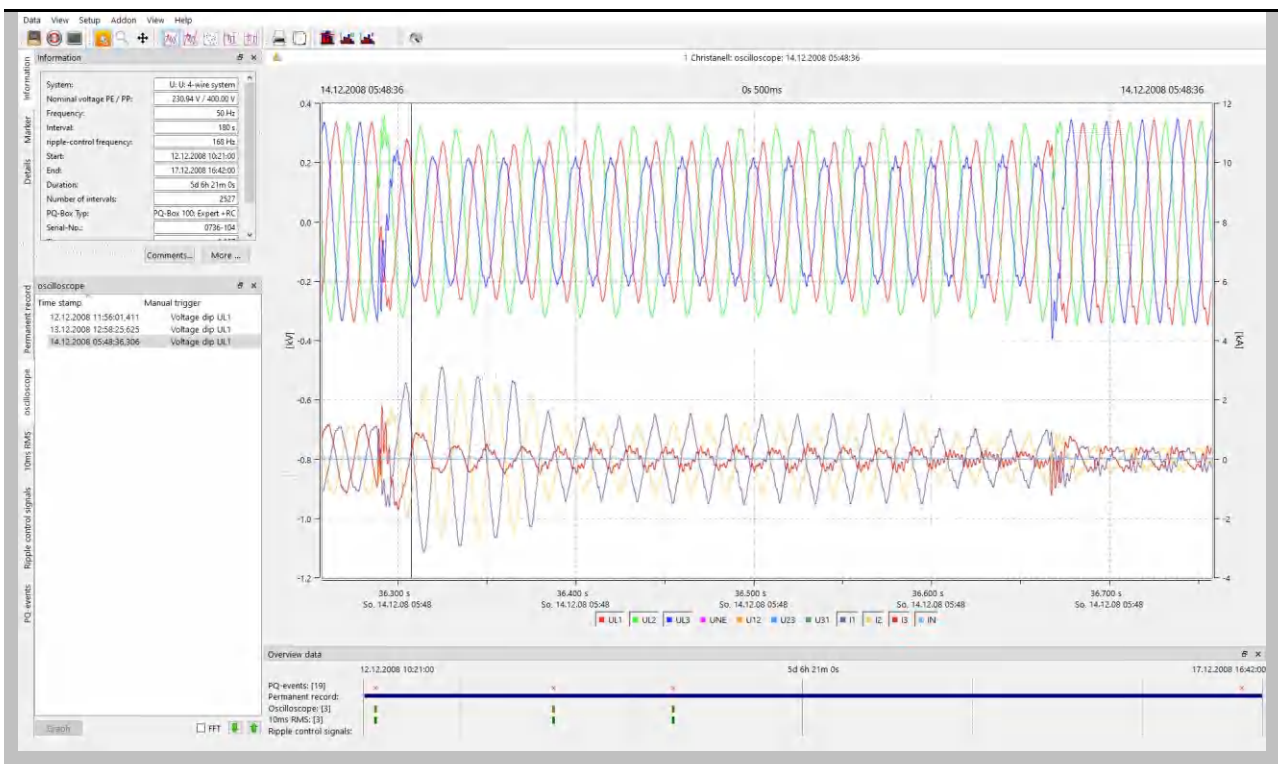 Data View Setup Addon View Help
Information
1 Christanell: oscilloscope: 14.12.2008 05:48:36
Information
Marker
Details
System: U: U: 4-wire system
Nominal voltage PE / PP: 230.94 V / 400.00 V
Frequency: 50 Hz
Interval: 180 s
ripple-control frequency: 160 Hz
Start: 12.12.2008 10:21:00
End: 17.12.2008 16:42:00
Duration: 5d 6h 21m 0s
Number of intervals: 2527
PQ-Box Typ: PQ-Box 100: Expert +RC
Serial-No.: 0736-104
Comments... More ...
Permanent record
oscilloscope
10ms RMS
Ripple control signals
PQ-events
oscilloscope
Time stamp Manual trigger
12.12.2008 11:56:01,411 Voltage dip UL1
13.12.2008 12:58:25,625 Voltage dip UL1
14.12.2008 05:48:36,306 Voltage dip UL1
Graph FFT
14.12.2008 05:48:36 0s 500ms 14.12.2008 05:48:36
0.4 12
0.2 10
0.0 8
-0.2 6
-0.4 4
[kV] [kA]
-0.6 2
-0.8 0
-1.0 -2
-1.2 -4
36.300 s 36.400 s 36.500 s 36.600 s 36.700 s
So. 14.12.08 05:48 So. 14.12.08 05:48 So. 14.12.08 05:48 So. 14.12.08 05:48 So. 14.12.08 05:48
UL1 UL2 UL3 UNE U12 U23 U31 I1 I2 I3 IN
Overview data
12.12.2008 10:21:00 5d 6h 21m 0s 17.12.2008 16:42:00
PQ-events: [19]
Permanent record:
Oscilloscope: [3]
10ms RMS: [3]
Ripple control signals: